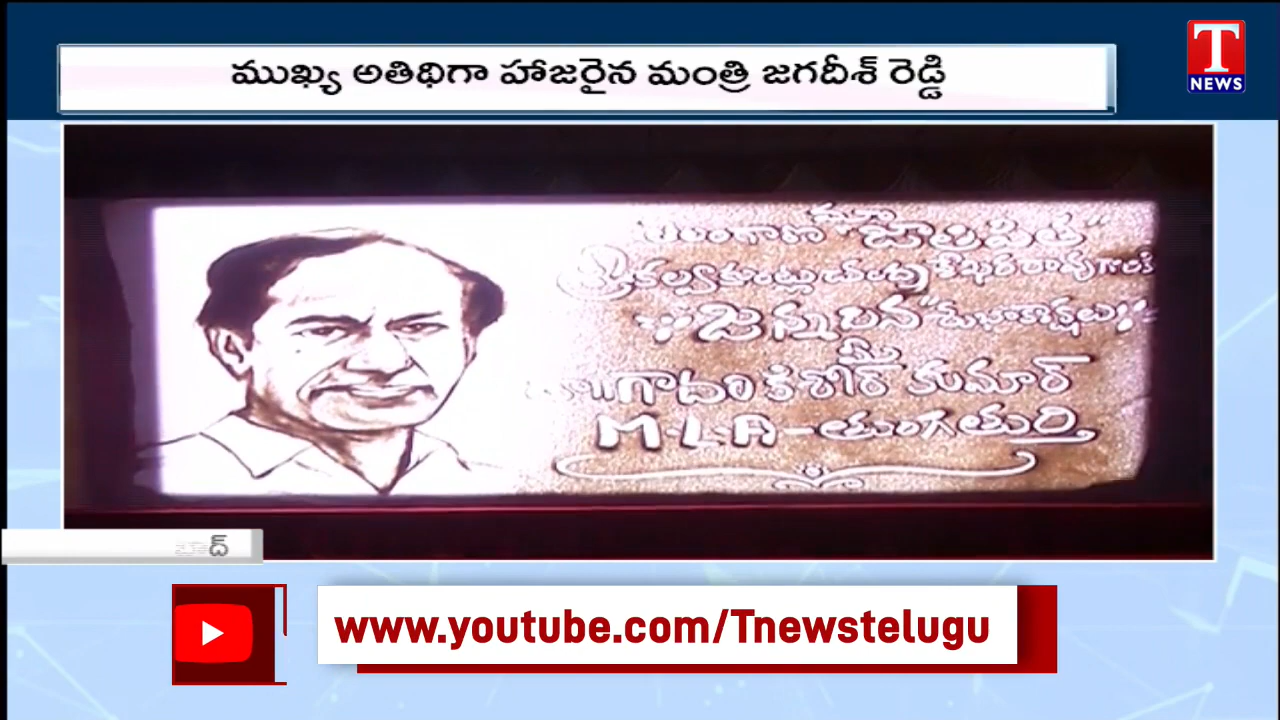 ముఖ్య అతిథిగా హాజరైన మంత్రి జగదీశ్ రెడ్డి
T
NEWS
మా
"జాతిపిత"
శ్రీ కల్వకుంట్ల చంద్రశేఖర రావు గారికి
జన్మదిన శుభాకాంక్షలు
మీ
కిశోర్ కుమార్
M-L-A-తుంగతుర్తి
www.youtube.com/Tnewstelugu